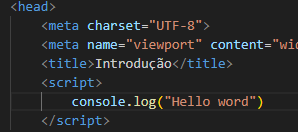 <head>
<meta charset="UTF-8">
<meta name="viewport" content="wid
<title>Introdução</title>
<script>
console.log("Hello word")
</script>